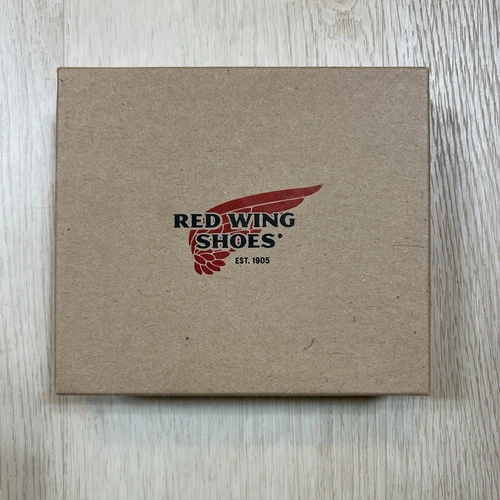 RED WING
SHOES
EST. 1905